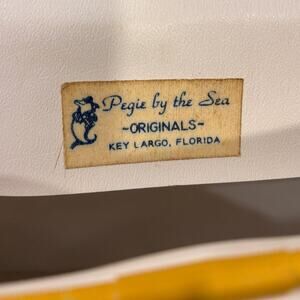 Pegie by the Sea
~ORIGINALS~
KEY LARGO, FLORIDA